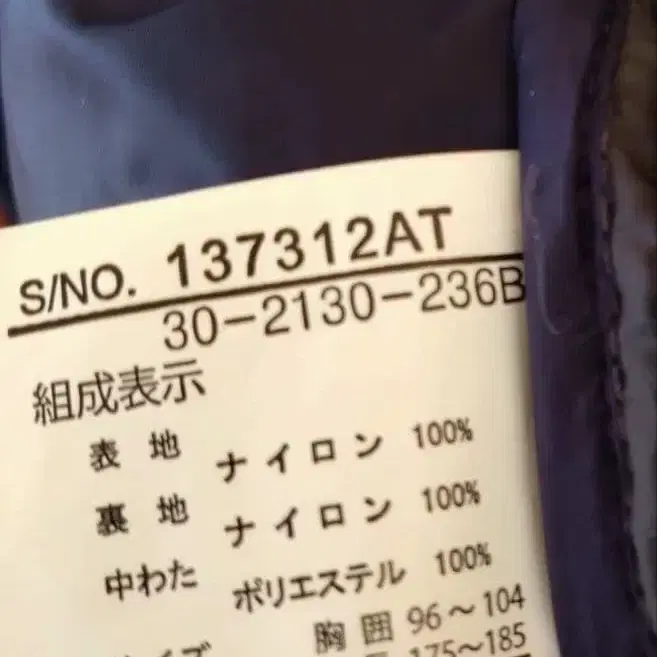 S/NO. 137312AT
30-2130-236B
組成表示
表地 ナイロン 100%
裏地 ナイロン 100%
中わた ポリエステル 100%
胸囲 96～104
175～185